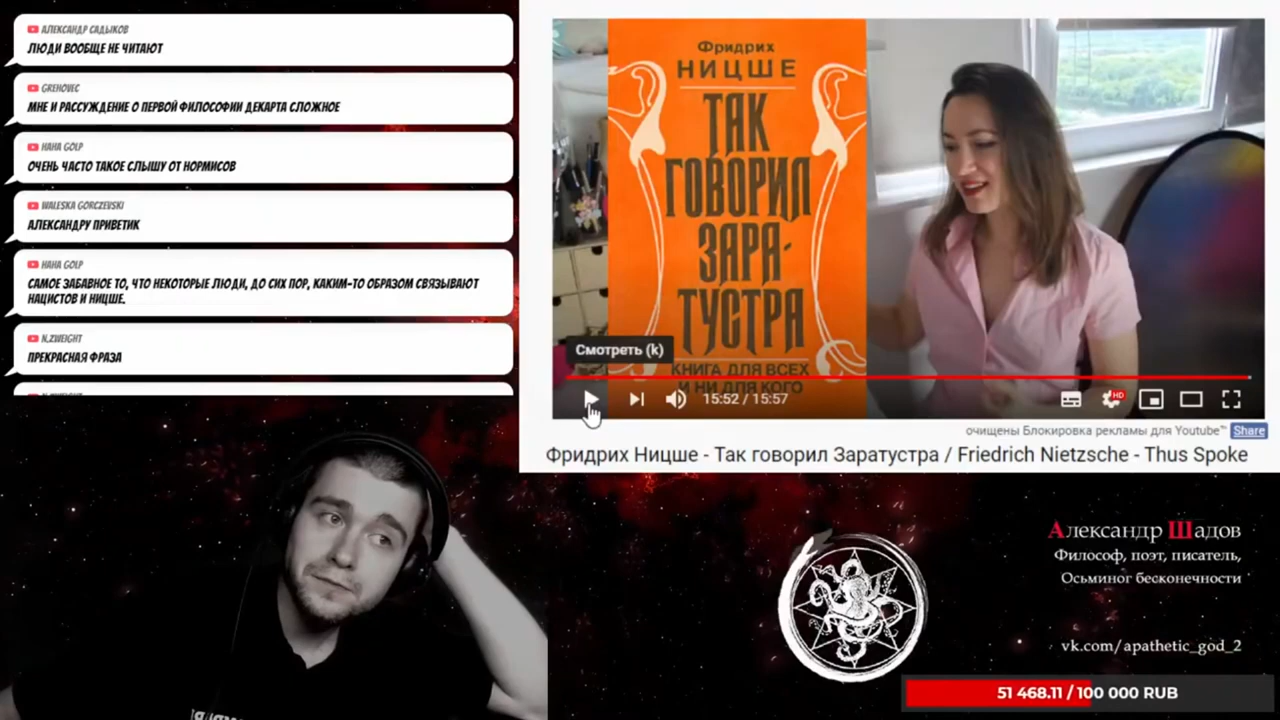 АЛЕКСАНДР САДЫКОВ
ЛЮДИ ВООБЩЕ НЕ ЧИТАЮТ
GREHOVEC
МНЕ И РАССУЖДЕНИЕ О ПЕРВОЙ ФИЛОСОФИИ ДЕКАРТА СЛОЖНОЕ
НАНА GOLP
ОЧЕНЬ ЧАСТО ТАКОЕ СЛЫШУ ОТ НОРМИСОВ
WALESKA GORCZEVSKI
АЛЕКСАНДРУ ПРИВЕТИК
НАНА GOLP
САМОЕ ЗАБАВНОЕ ТО, ЧТО НЕКОТОРЫЕ ЛЮДИ, ДО СИХ ПОР, КАКИМ-ТО ОБРАЗОМ СВЯЗЫВАЮТ
НАЦИСТОВ И НИЦШЕ.
N.ZWEIGHT
ПРЕКРАСНАЯ ФРАЗА
Фридрих
НИЦШЕ
ТАК
ГОВОРИЛ
ЗАРА-
ТУСТРА
КНИГА ДЛЯ ВСЕХ
И НИ ДЛЯ КОГО
Смотреть (k)
15:52 / 15:57
HD
очищены Блокировка рекламы для Youtube™ Share
Фридрих Ницше - Так говорил Заратустра / Friedrich Nietzsche - Thus Spoke
Александр Шадов
Философ, поэт, писатель,
Осьминог бесконечности
vk.com/apathetic_god_2
51 468.11 / 100 000 RUB